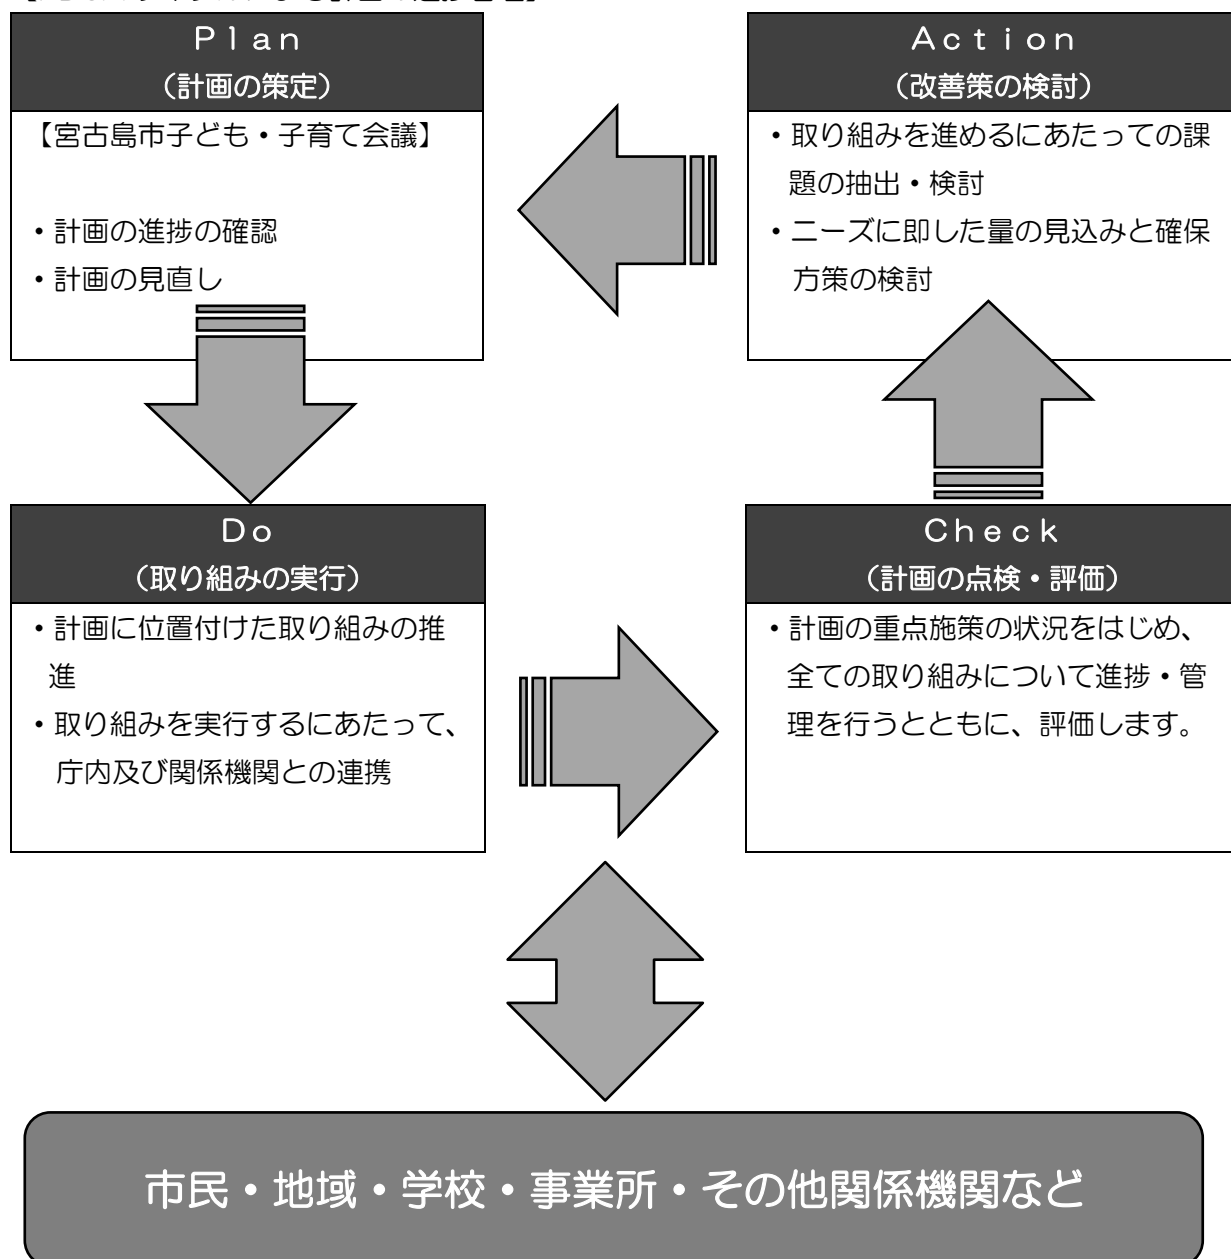 Ｐｌａｎ
（計画の策定）
【宮古島市子ども・子育て会議】
・計画の進捗の確認
・計画の見直し
Ａｃｔｉｏｎ
（改善策の検討）
・取り組みを進めるにあたっての課
題の抽出・検討
・ニーズに即した量の見込みと確保
方策の検討
Ｄｏ
（取り組みの実行）
・計画に位置付けた取り組みの推
進
・取り組みを実行するにあたって、
庁内及び関係機関との連携
Ｃｈｅｃｋ
（計画の点検・評価）
・計画の重点施策の状況をはじめ、
全ての取り組みについて進捗・管
理を行うとともに、評価します。
市民・地域・学校・事業所・その他関係機関など